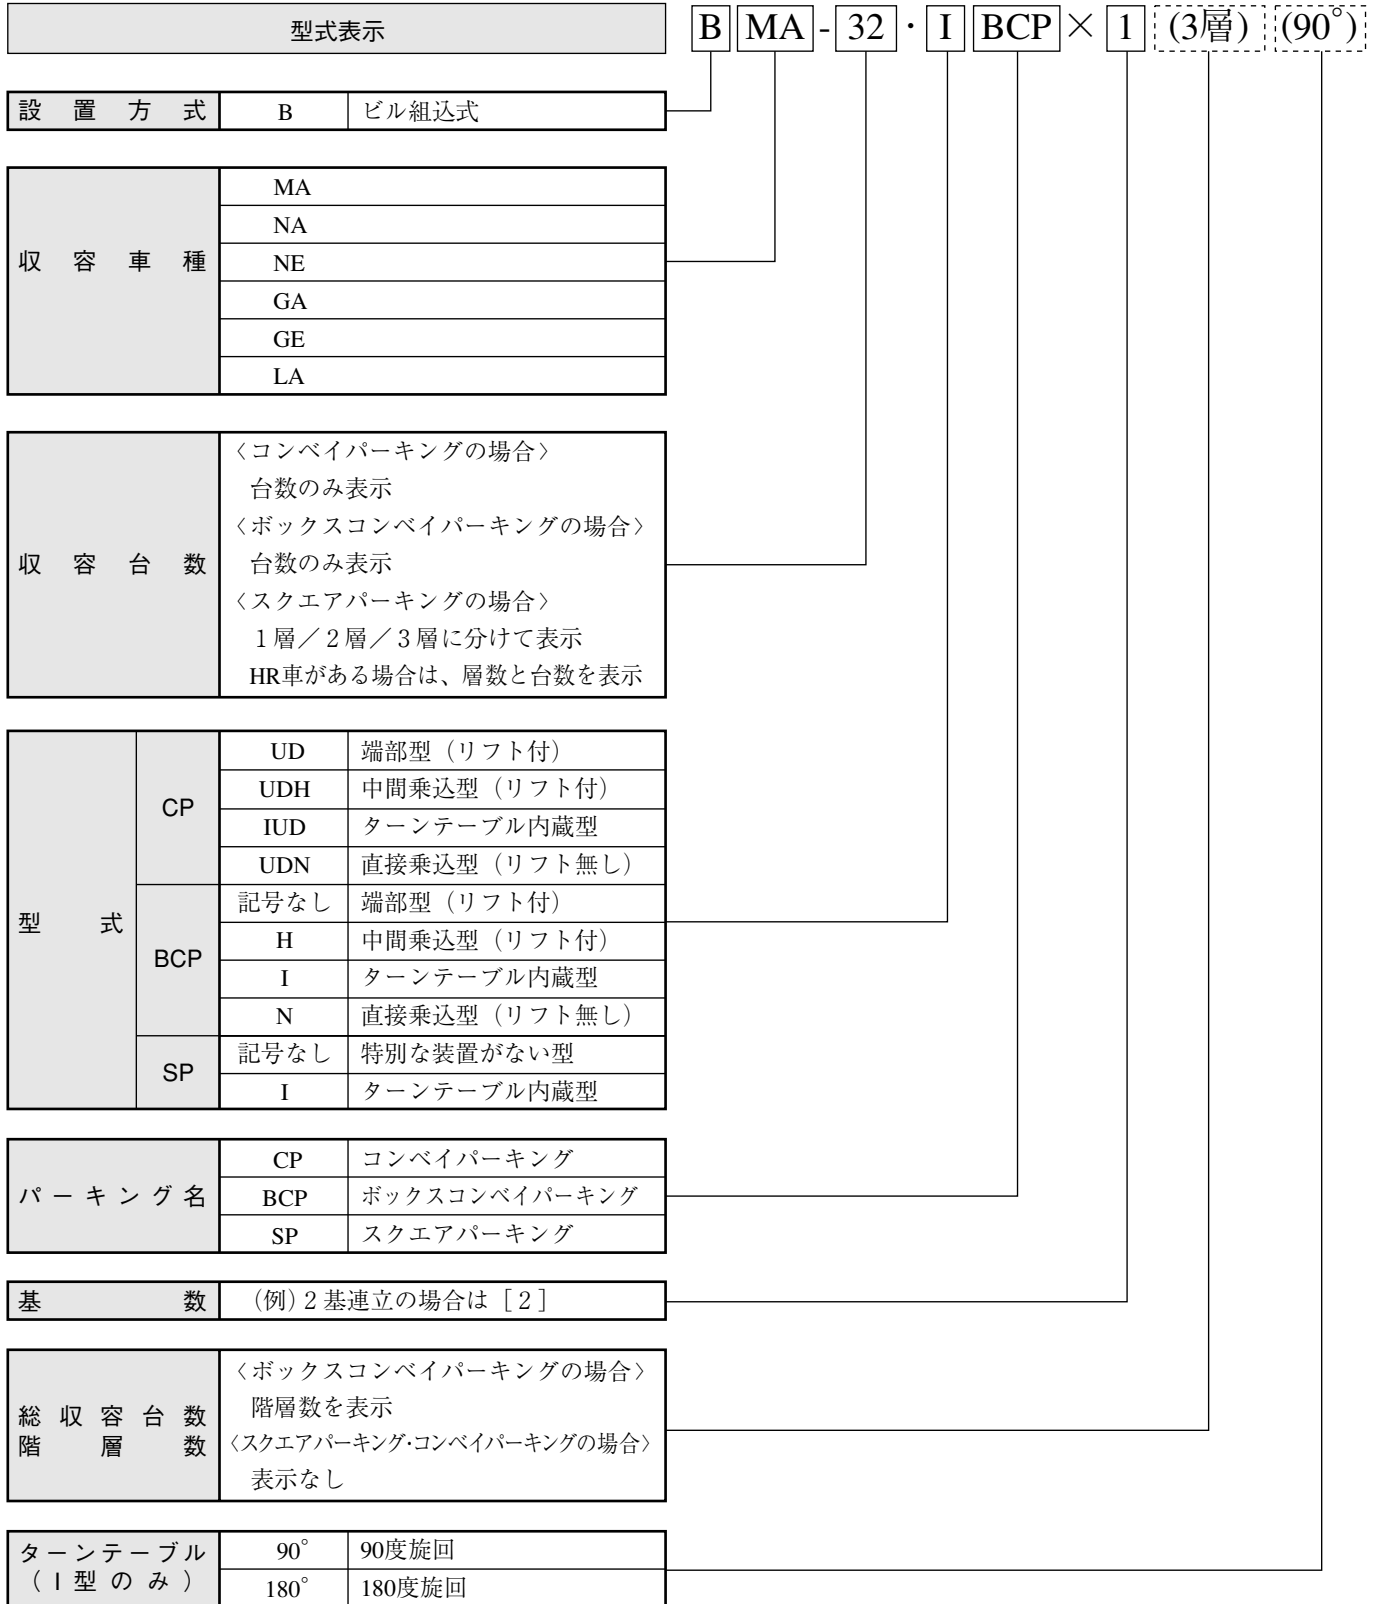 型式表示
B MA - 32 · I BCP × 1 (3層) (90°)
設置方式 B ビル組込式
収容車種
MA
NA
NE
GA
GE
LA
収容台数
〈コンベイパーキングの場合〉
台数のみ表示
〈ボックスコンベイパーキングの場合〉
台数のみ表示
〈スクエアパーキングの場合〉
1層／2層／3層に分けて表示
HR車がある場合は、層数と台数を表示
型式
CP
UD 端部型（リフト付）
UDH 中間乗込型（リフト付）
IUD ターンテーブル内蔵型
UDN 直接乗込型（リフト無し）
BCP
記号なし 端部型（リフト付）
H 中間乗込型（リフト付）
I ターンテーブル内蔵型
N 直接乗込型（リフト無し）
SP
記号なし 特別な装置がない型
I ターンテーブル内蔵型
パーキング名
CP コンベイパーキング
BCP ボックスコンベイパーキング
SP スクエアパーキング
基数 (例) 2基連立の場合は［2］
総収容台数
階層数
〈ボックスコンベイパーキングの場合〉
階層数を表示
〈スクエアパーキング・コンベイパーキングの場合〉
表示なし
ターンテーブル
（I型のみ）
90° 90度旋回
180° 180度旋回